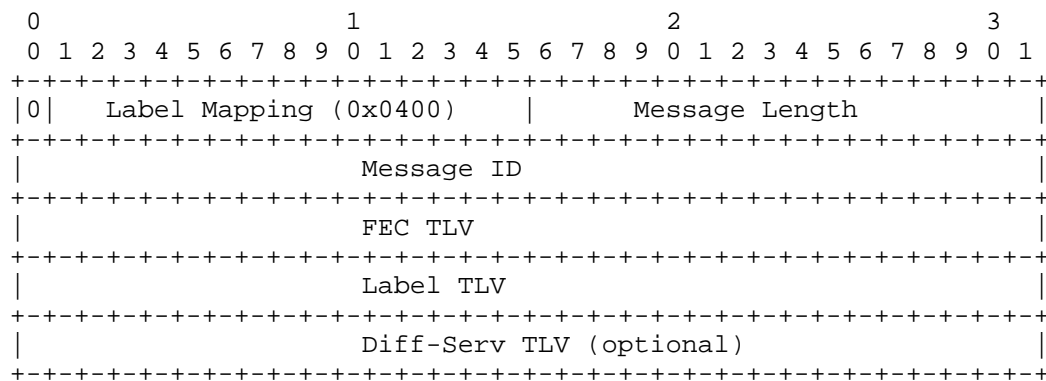 0                   1                   2                   3
 0 1 2 3 4 5 6 7 8 9 0 1 2 3 4 5 6 7 8 9 0 1 2 3 4 5 6 7 8 9 0 1
+-+-+-+-+-+-+-+-+-+-+-+-+-+-+-+-+-+-+-+-+-+-+-+-+-+-+-+-+-+-+-+-+
|0|   Label Mapping (0x0400)    |      Message Length           |
+-+-+-+-+-+-+-+-+-+-+-+-+-+-+-+-+-+-+-+-+-+-+-+-+-+-+-+-+-+-+-+-+
|                     Message ID                                |
+-+-+-+-+-+-+-+-+-+-+-+-+-+-+-+-+-+-+-+-+-+-+-+-+-+-+-+-+-+-+-+-+
|                     FEC TLV                                   |
+-+-+-+-+-+-+-+-+-+-+-+-+-+-+-+-+-+-+-+-+-+-+-+-+-+-+-+-+-+-+-+-+
|                     Label TLV                                 |
+-+-+-+-+-+-+-+-+-+-+-+-+-+-+-+-+-+-+-+-+-+-+-+-+-+-+-+-+-+-+-+-+
|                     Diff-Serv TLV (optional)                  |
+-+-+-+-+-+-+-+-+-+-+-+-+-+-+-+-+-+-+-+-+-+-+-+-+-+-+-+-+-+-+-+-+